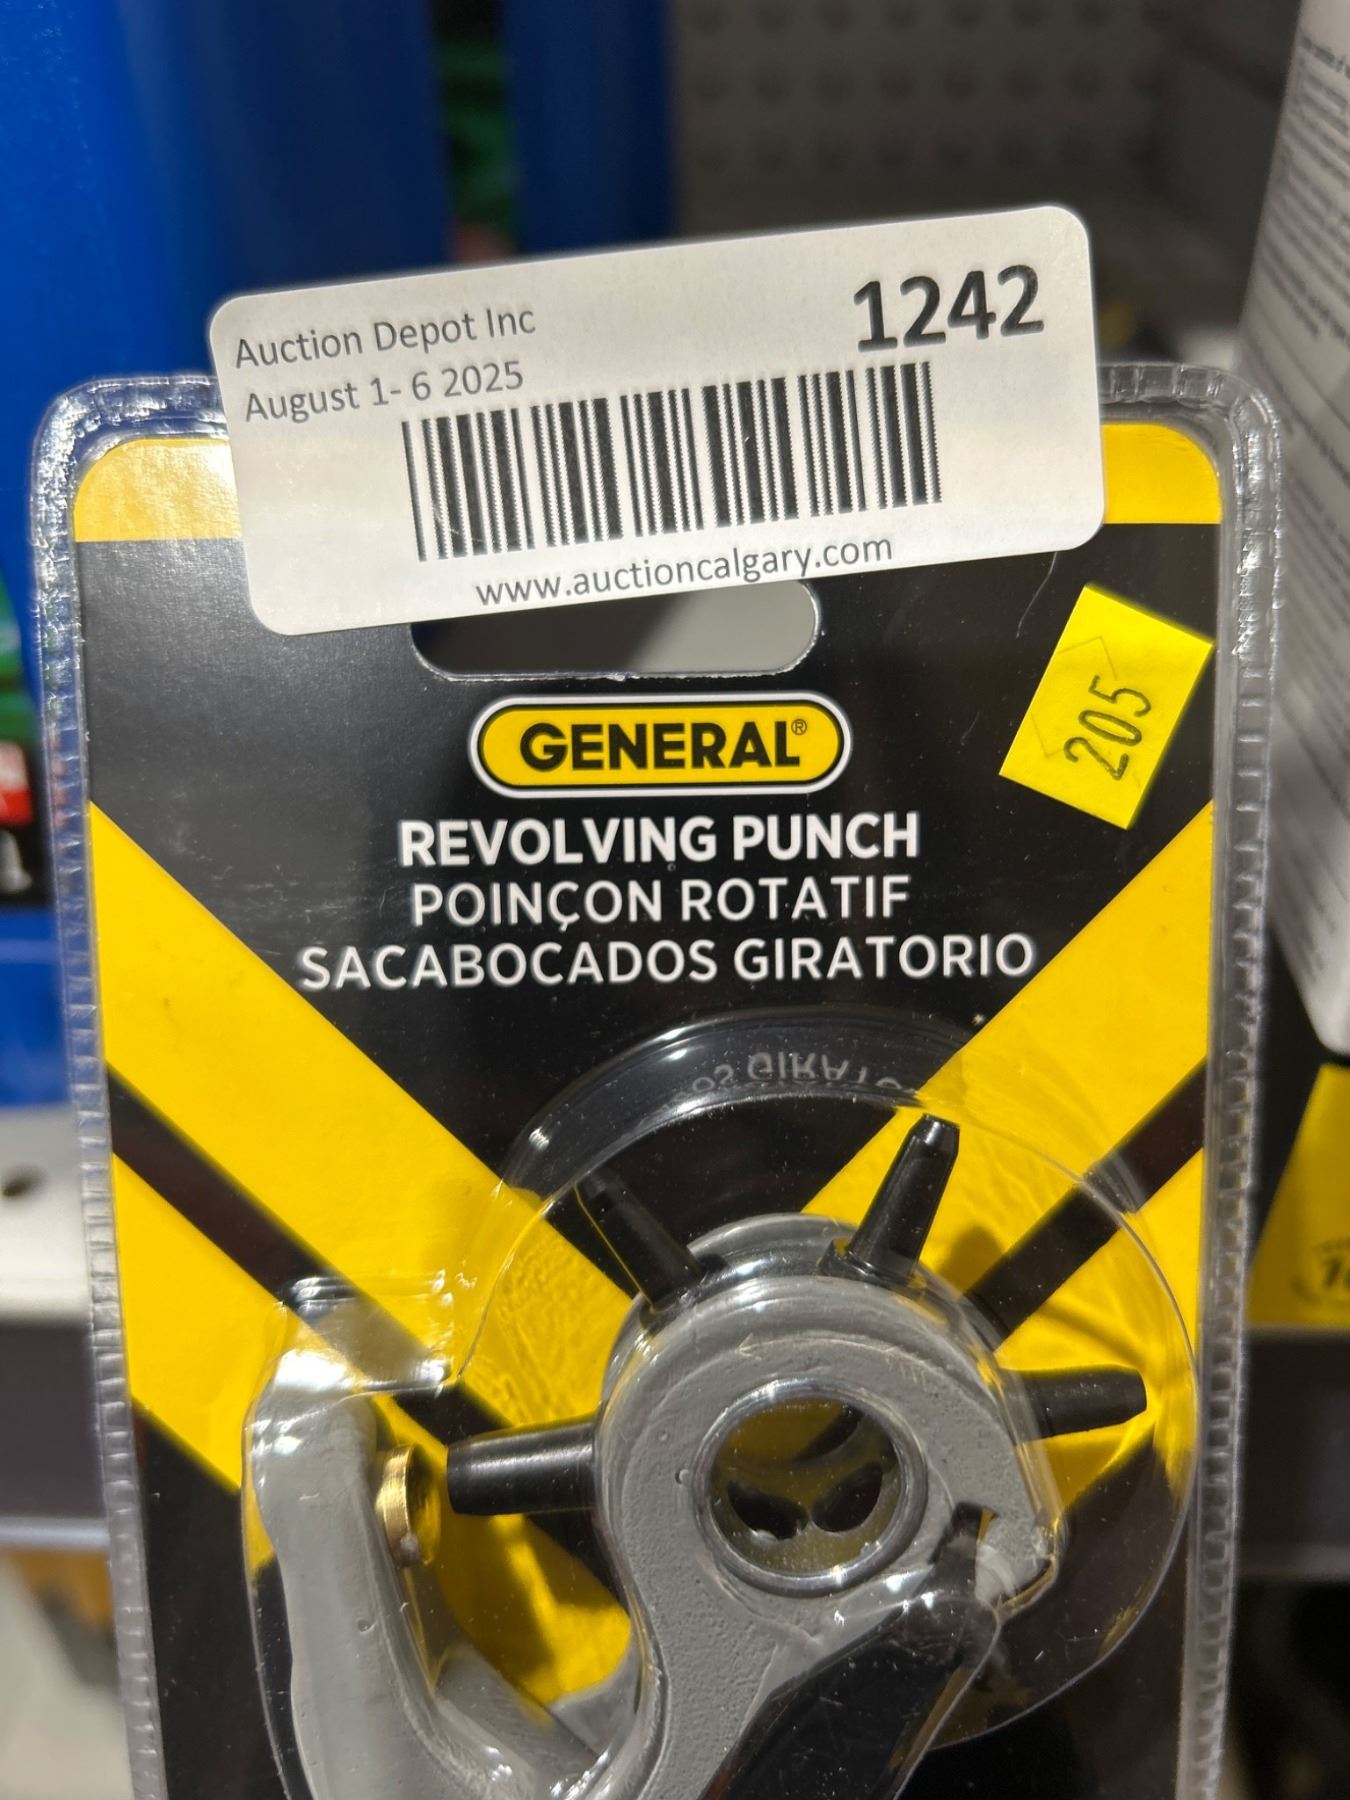 Auction Depot Inc
1242
August 1- 6 2025
www.auctioncalgary.com
205
GENERAL®
REVOLVING PUNCH
POINÇON ROTATIF
SACABOCADOS GIRATORIO